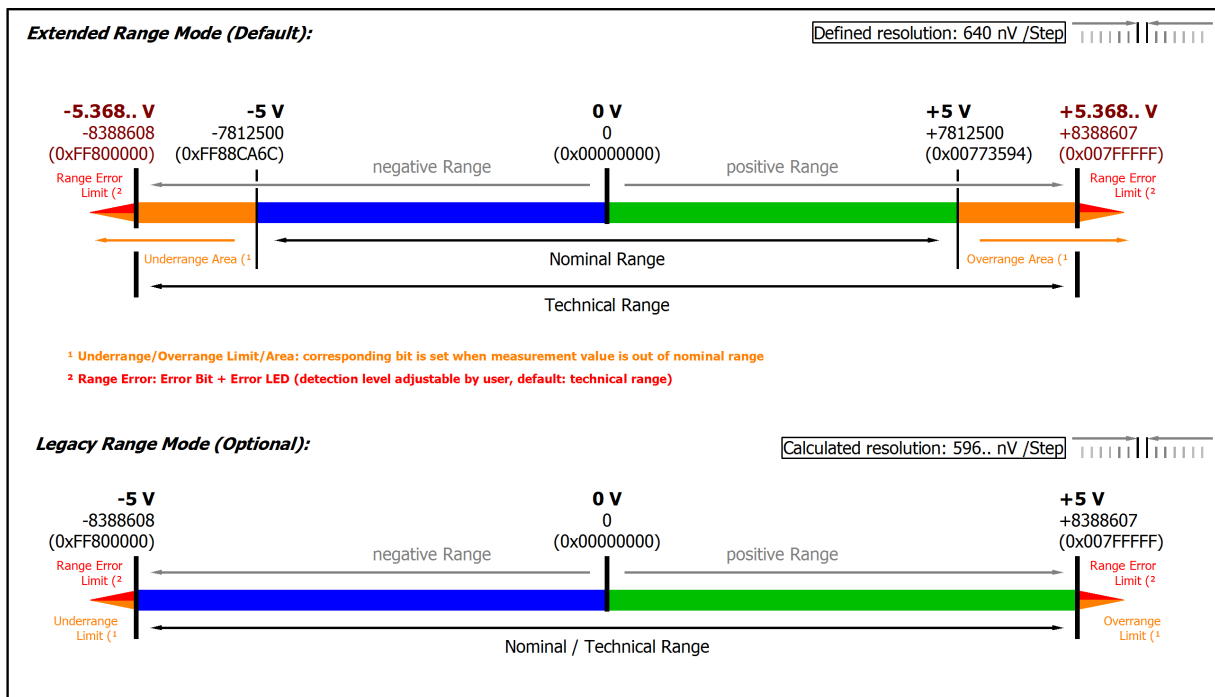 Extended Range Mode (Default):
Defined resolution: 640 nV /Step
-5.368.. V
-8388608
(0xFF800000)
-5 V
-7812500
(0xFF88CA6C)
0 V
0
(0x00000000)
+5 V
+7812500
(0x00773594)
+5.368.. V
+8388607
(0x007FFFFF)
negative Range
positive Range
Range Error
Limit (²
Range Error
Limit (²
Underrange Area (¹
Nominal Range
Overrange Area (¹
Technical Range
¹ Underrange/Overrange Limit/Area: corresponding bit is set when measurement value is out of nominal range
² Range Error: Error Bit + Error LED (detection level adjustable by user, default: technical range)
Legacy Range Mode (Optional):
Calculated resolution: 596.. nV /Step
-5 V
-8388608
(0xFF800000)
0 V
0
(0x00000000)
+5 V
+8388607
(0x007FFFFF)
negative Range
positive Range
Range Error
Limit (²
Range Error
Limit (²
Underrange
Limit (¹
Overrange
Limit (¹
Nominal / Technical Range